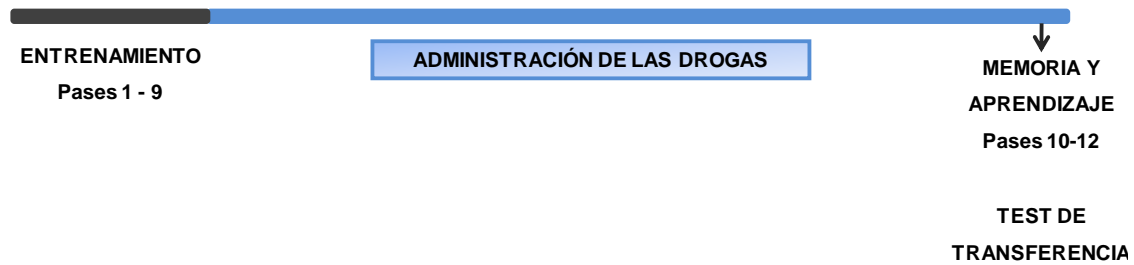 ENTRENAMIENTO
Pases 1 - 9
ADMINISTRACIÓN DE LAS DROGAS
MEMORIA Y
APRENDIZAJE
Pases 10-12
TEST DE
TRANSFERENCIA